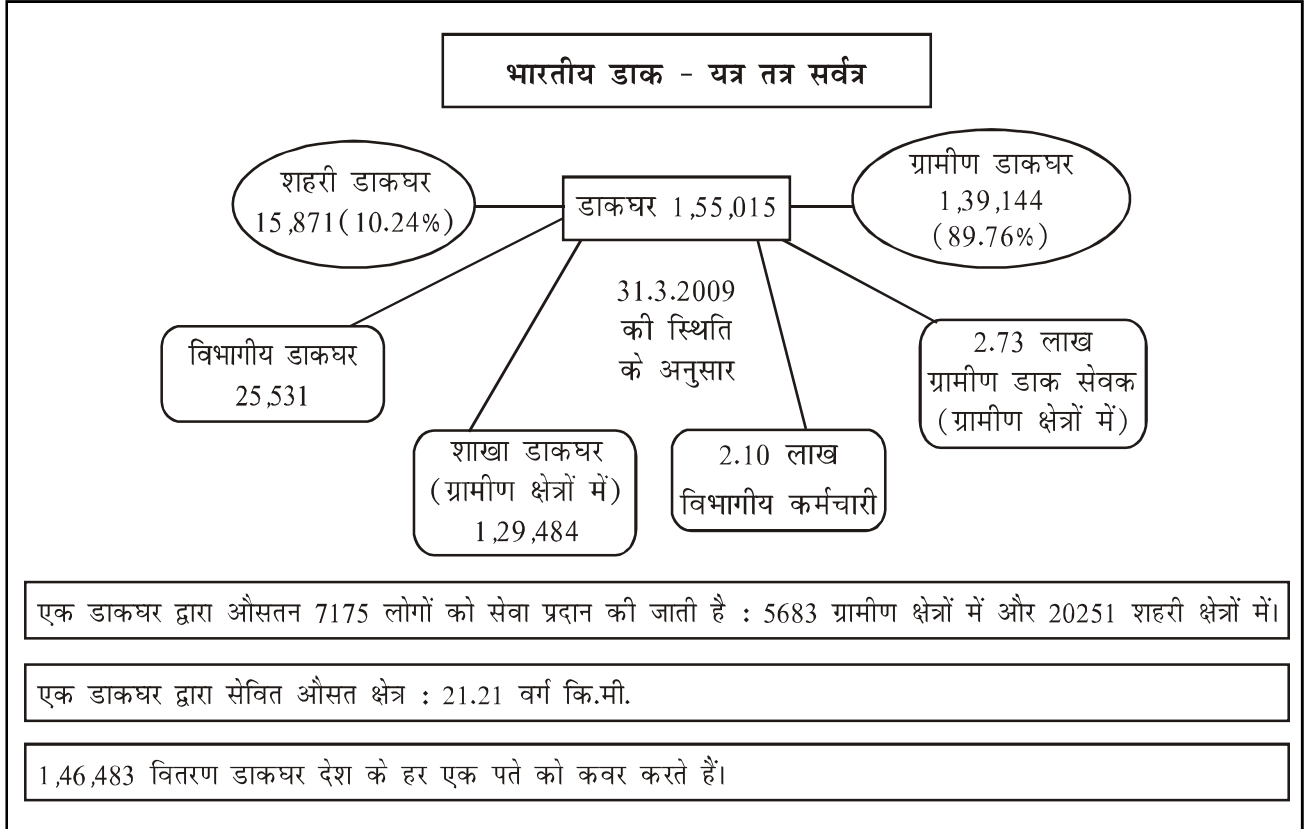 भारतीय डाक - यत्र तत्र सर्वत्र
शहरी डाकघर
15,871(10.24%)
डाकघर 1,55,015
ग्रामीण डाकघर
1,39,144
(89.76%)
31.3.2009
की स्थिति
के अनुसार
विभागीय डाकघर
25,531
शाखा डाकघर
(ग्रामीण क्षेत्रों में)
1,29,484
2.10 लाख
विभागीय कर्मचारी
2.73 लाख
ग्रामीण डाक सेवक
(ग्रामीण क्षेत्रों में)
एक डाकघर द्वारा औसतन 7175 लोगों को सेवा प्रदान की जाती है : 5683 ग्रामीण क्षेत्रों में और 20251 शहरी क्षेत्रों में।
एक डाकघर द्वारा सेवित औसत क्षेत्र : 21.21 वर्ग कि.मी.
1,46,483 वितरण डाकघर देश के हर एक पते को कवर करते हैं।